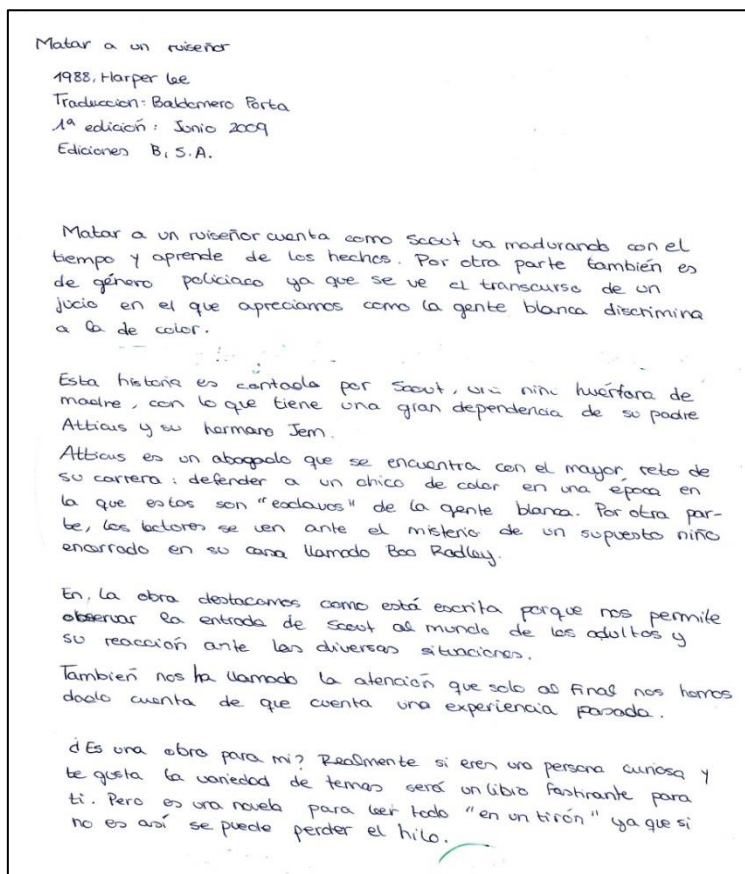 Matar a un ruiseñor
1988, Harper Lee
Traduccion: Baldomero Porta
1ª edición: Junio 2009
Ediciones B, S.A.
Matar a un ruiseñor cuenta como Scout va madurando con el
tiempo y aprende de los hechos. Por otra parte también es
de género policiaco ya que se ve el transcurso de un
jucio en el que apreciamos como la gente blanca discrimina
a la de color.
Esta historia es contada por Scout, una niña huérfana de
madre, con lo que tiene una gran dependencia de su padre
Atticus y su hermano Jem.
Atticus es un abogado que se encuentra con el mayor reto de
su carrera: defender a un chico de color en una época en
la que estos son "esclavos" de la gente blanca. Por otra par-
te, los lectores se ven ante el misterio de un supuesto niño
encerrado en su casa llamado Boo Radley.
En, la obra destacamos como está escrita porque nos permite
observar la entrada de Scout al mundo de los adultos y
su reacción ante las diversas situaciones.
También nos ha llamado la atención que solo al final nos hemos
dado cuenta de que cuenta una experiencia pasada.
¿Es una obra para mi? Realmente si eres una persona curiosa y
te gusta la variedad de temas será un libro fastirante para
ti. Pero es una novela para leer todo "en un tirón" ya que si
no es así se puede perder el hilo.